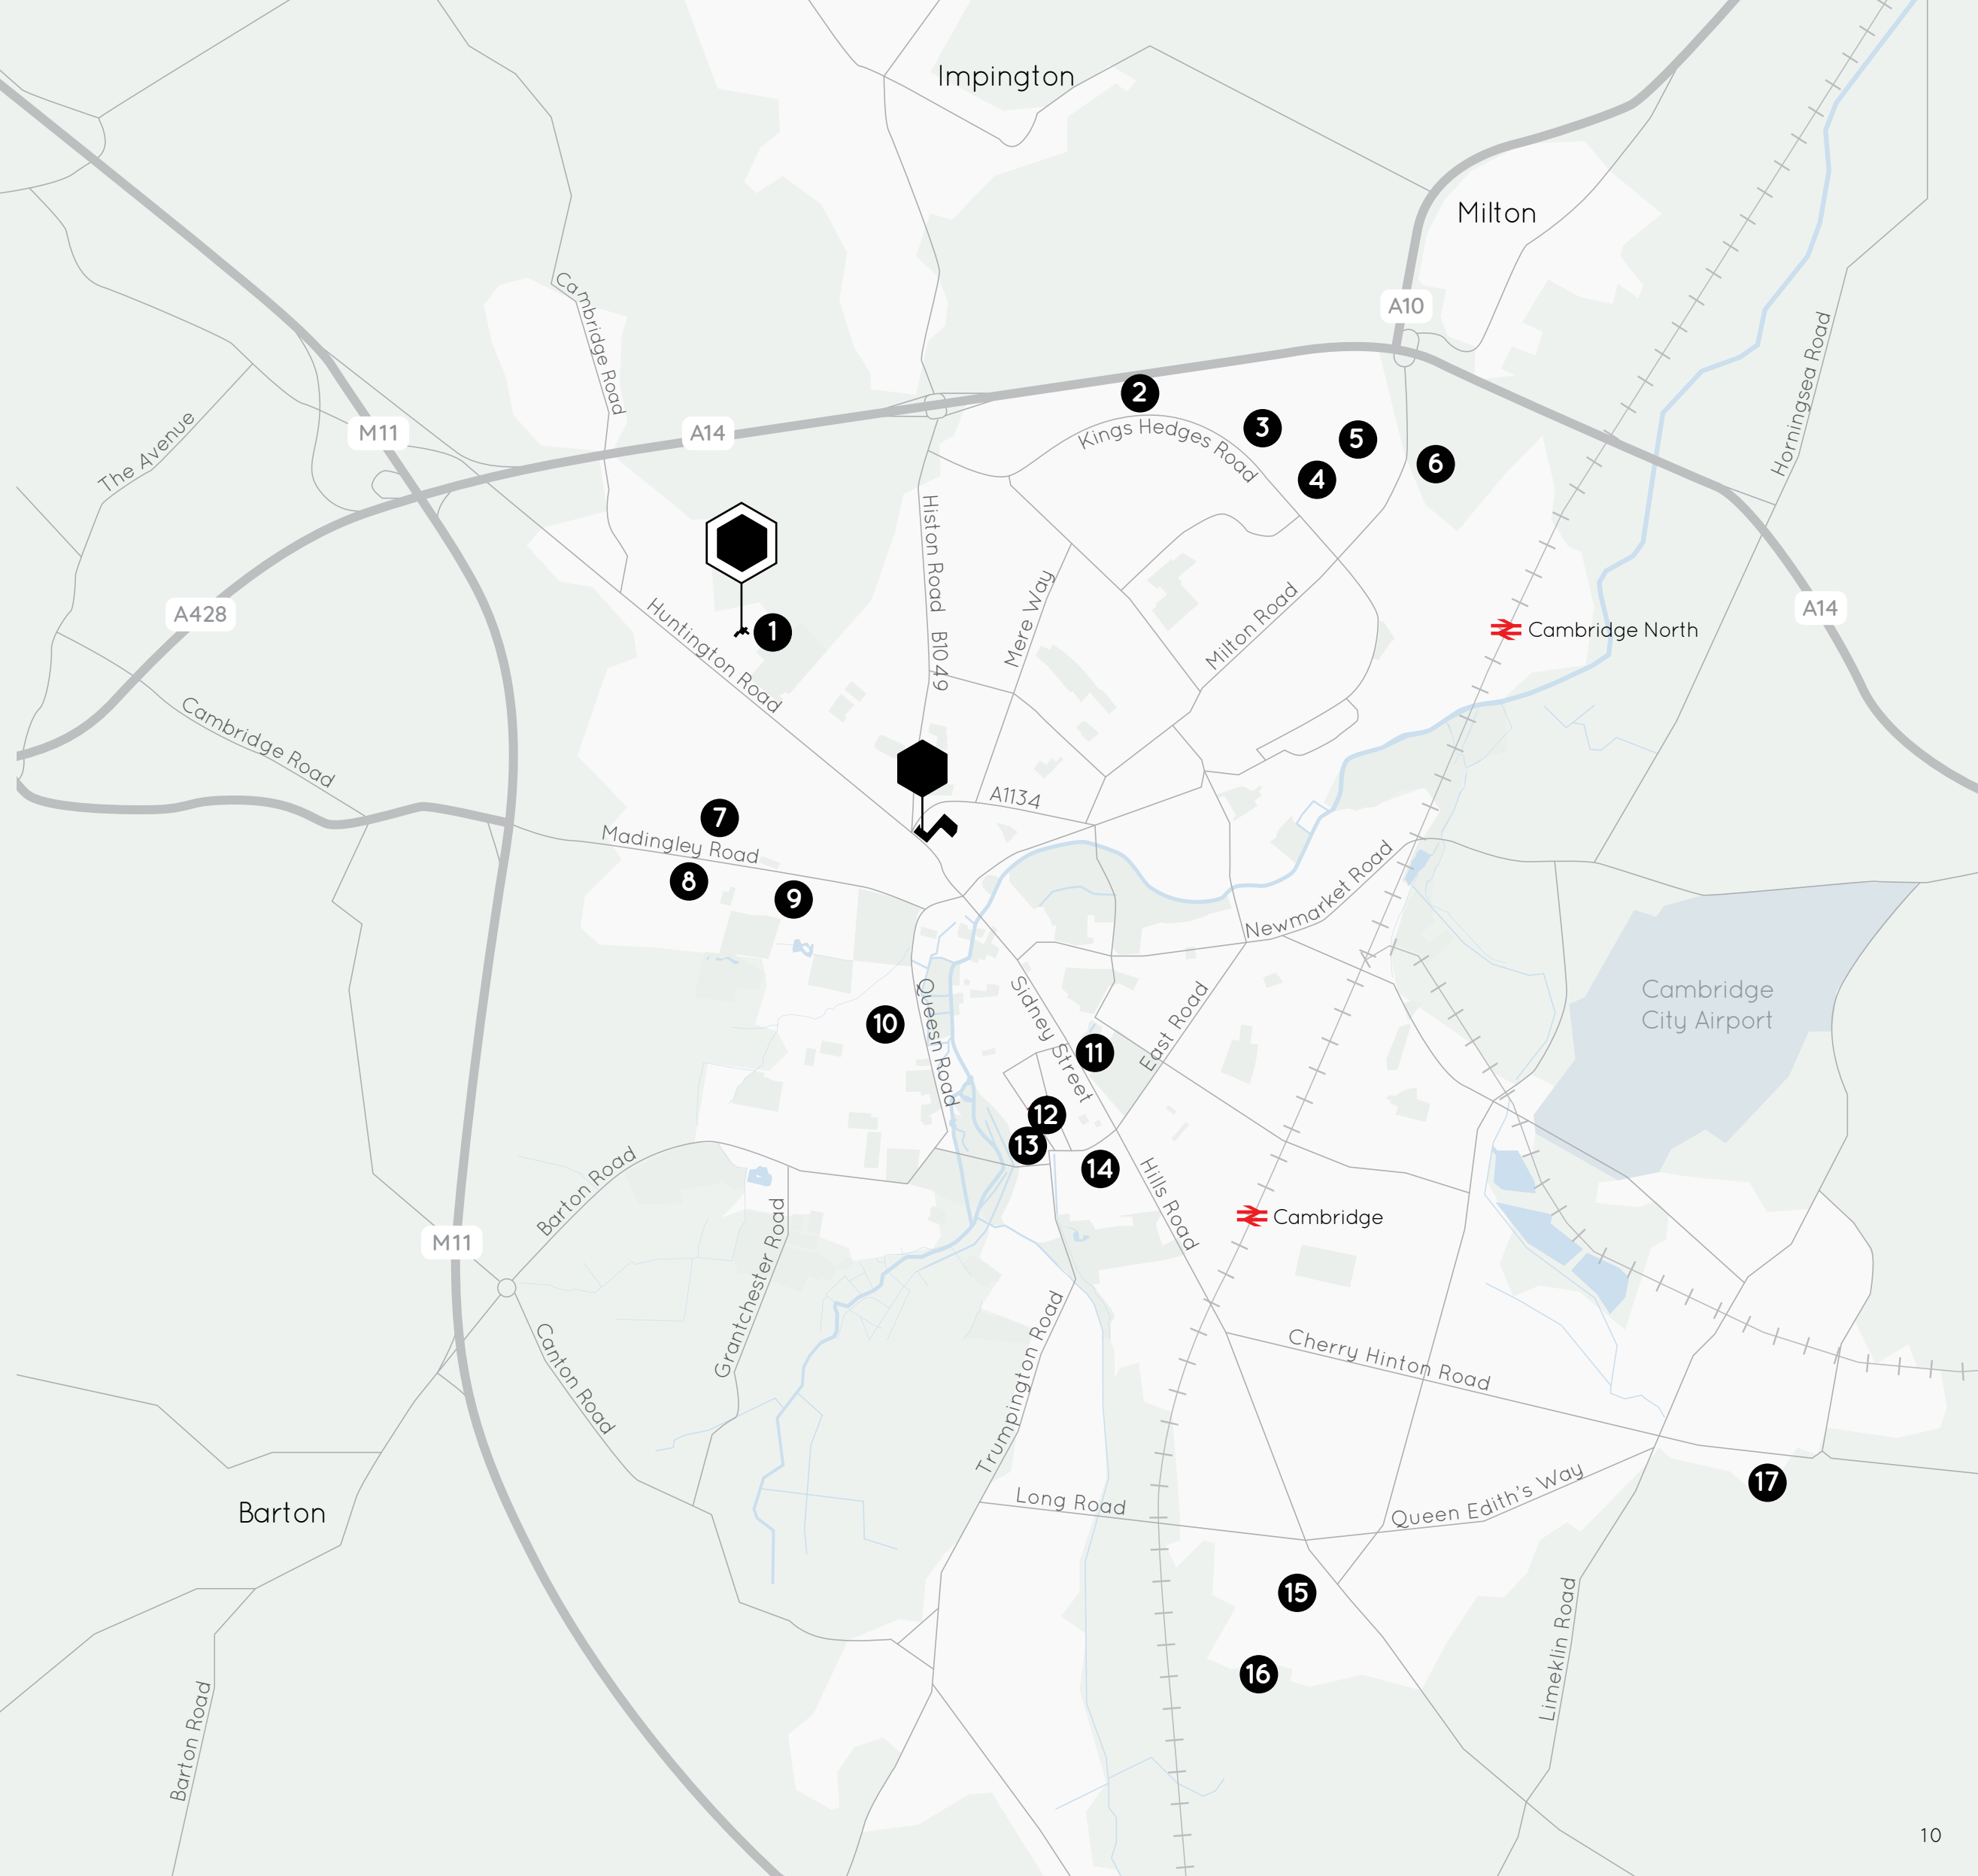 Impington
Milton
A10
Cambridge Road
Horningsea Road
2
Kings Hedges Road
3
5
4
6
M11
A14
The Avenue
Histon Road B1049
Mere Way
Milton Road
A428
Huntington Road
1
Cambridge North
A14
Cambridge Road
A1134
7
Madingley Road
8
9
Newmarket Road
Cambridge
City Airport
10
Queesn Road
Sidney Street
11
East Road
12
13
14
Hills Road
Cambridge
Barton Road
Grantchester Road
M11
Canton Road
Trumpington Road
Cherry Hinton Road
Long Road
Queen Edith's Way
17
Barton
15
16
Limeklin Road
Barton Road
10